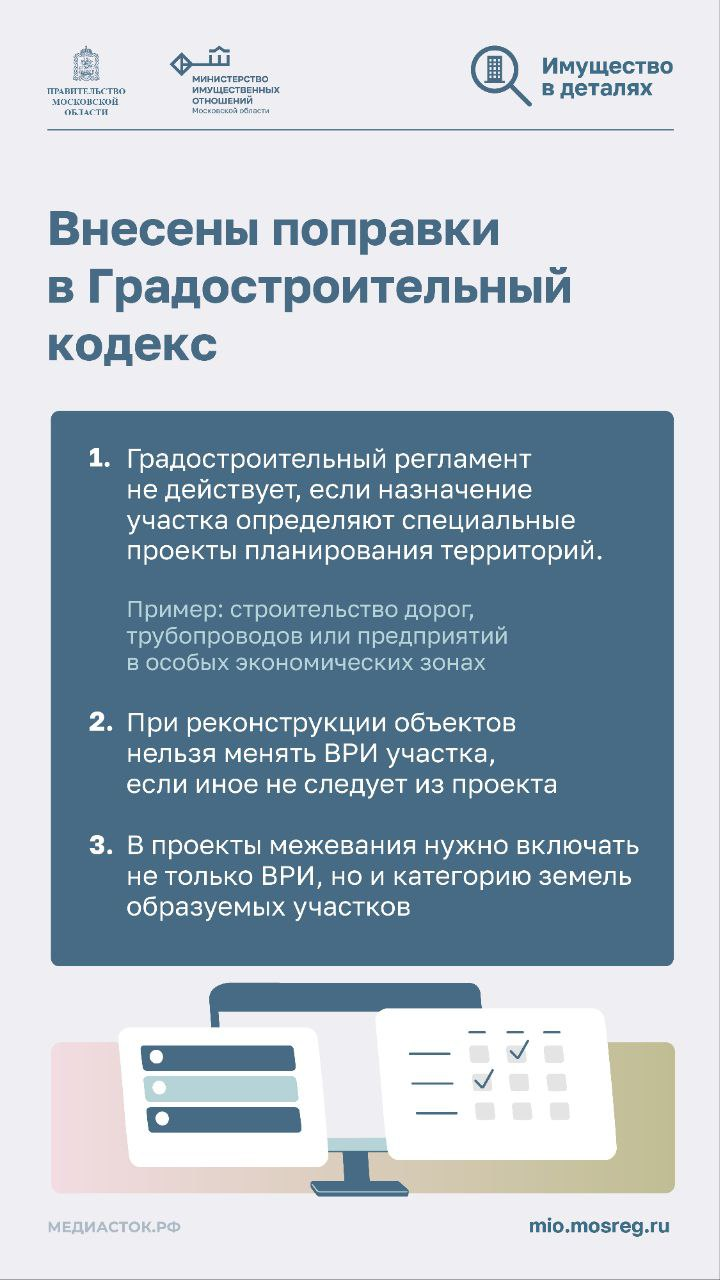 ПРАВИТЕЛЬСТВО
МОСКОВСКОЙ
ОБЛАСТИ
МИНИСТЕРСТВО
ИМУЩЕСТВЕННЫХ
ОТНОШЕНИЙ
Московской области
Имущество
в деталях
Внесены поправки
в Градостроительный
кодекс
1. Градостроительный регламент
не действует, если назначение
участка определяют специальные
проекты планирования территорий.
Пример: строительство дорог,
трубопроводов или предприятий
в особых экономических зонах
2. При реконструкции объектов
нельзя менять ВРИ участка,
если иное не следует из проекта
3. В проекты межевания нужно включать
не только ВРИ, но и категорию земель
образуемых участков
МЕДИАСТОК.РФ
mio.mosreg.ru